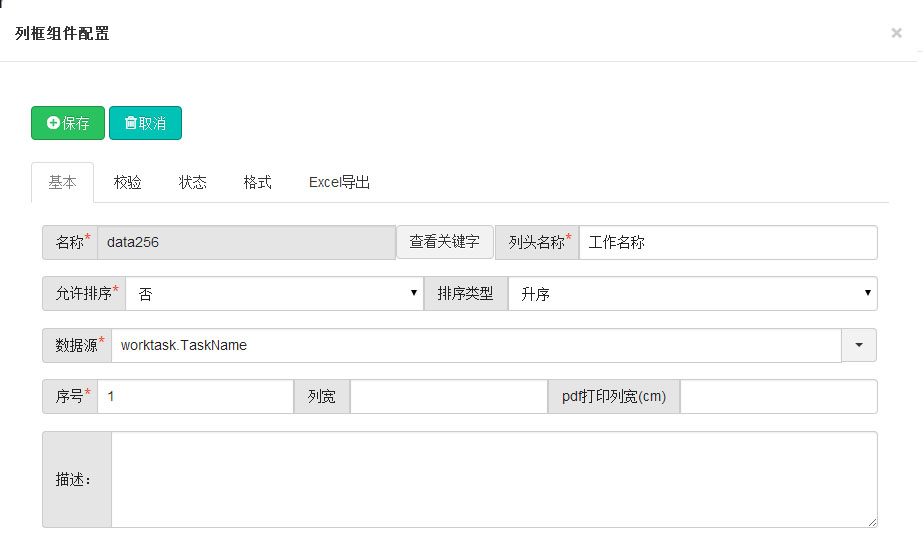 列框组件配置 ×
保存 取消
基本 校验 状态 格式 Excel导出
名称* data256 查看关键字 列头名称* 工作名称
允许排序* 否 排序类型 升序
数据源* worktask.TaskName
序号* 1 列宽 pdf打印列宽(cm)
描述：